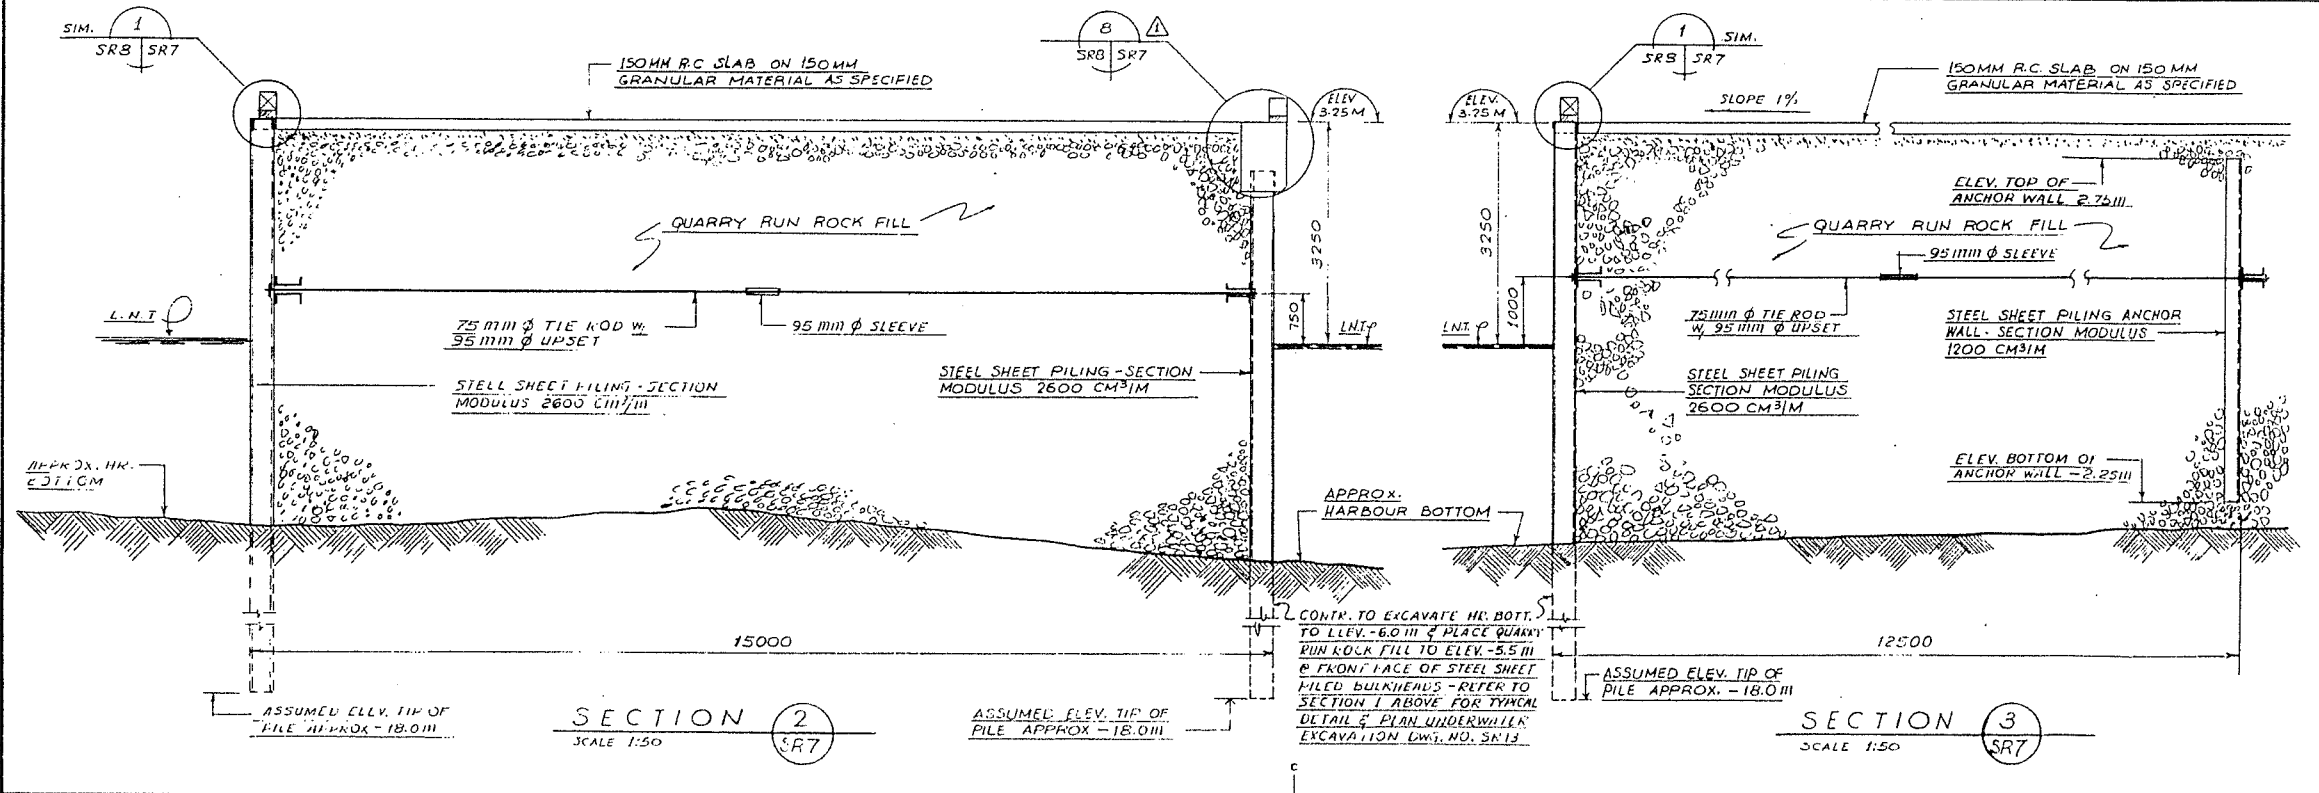 SIM.
1
SR8 | SR7
150MM R.C SLAB ON 150MM
GRANULAR MATERIAL AS SPECIFIED
8
1
SR8 | SR7
ELEV
3.25 M
ELEV.
3.25 M
1
SIM.
SR8 | SR7
SLOPE 1%
150MM R.C. SLAB ON 150 MM
GRANULAR MATERIAL AS SPECIFIED
QUARRY RUN ROCK FILL
3250
3250
ELEV. TOP OF
ANCHOR WALL 2.75m
QUARRY RUN ROCK FILL
95 mm ϕ SLEEVE
L.N.T
75 mm ϕ TIE ROD W/
95 mm ϕ UPSET
95 mm ϕ SLEEVE
750
L.N.T.
L.N.T.
1000
75mm ϕ TIE ROD
W/ 95 mm ϕ UPSET
STEEL SHEET PILING ANCHOR
WALL - SECTION MODULUS
1200 CM³/M
STELL SHEET PILING - SECTION
MODULUS 2600 cm³/m
STEEL SHEET PILING - SECTION
MODULUS 2600 CM³/M
STEEL SHEET PILING
SECTION MODULUS
2600 CM³/M
APPROX. HR.
BOTTOM
APPROX.
HARBOUR BOTTOM
ELEV. BOTTOM OF
ANCHOR WALL -2.25m
15000
CONTR. TO EXCAVATE HR. BOTT.
TO ELEV. -6.0 m & PLACE QUARRY
RUN ROCK FILL TO ELEV. -5.5 m
@ FRONT FACE OF STEEL SHEET
PILED BULKHEADS - REFER TO
SECTION 1 ABOVE FOR TYPICAL
DETAIL & PLAN UNDERWATER
EXCAVATION DWG. NO. SR13
12500
ASSUMED ELEV. TIP OF
PILE APPROX - 18.0 m
SECTION
2
SR7
SCALE 1:50
ASSUMED ELEV. TIP OF
PILE APPROX - 18.0 m
ASSUMED ELEV. TIP OF
PILE APPROX. - 18.0 m
SECTION
3
SR7
SCALE 1:50
C